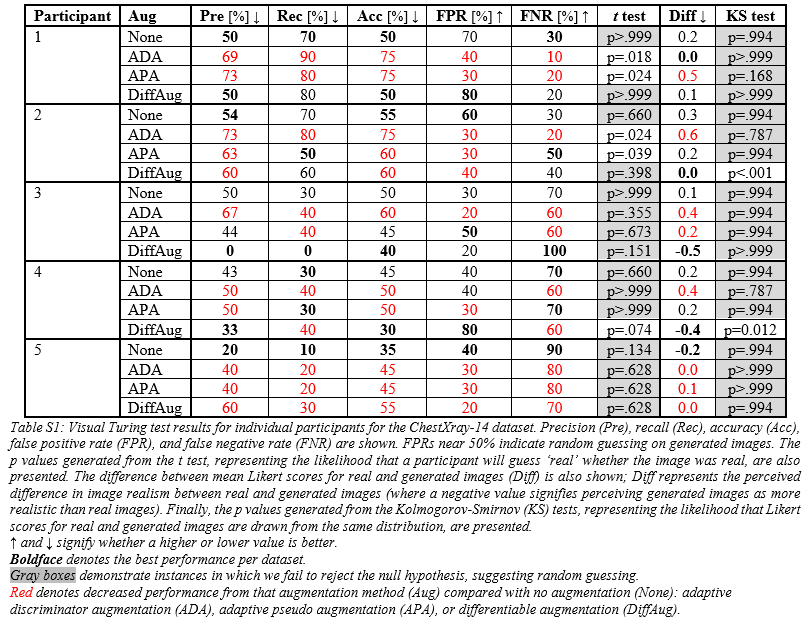 Participant Aug Pre [%] ↓ Rec [%] ↓ Acc [%] ↓ FPR [%] ↑ FNR [%] ↑ t test Diff ↓ KS test
1 None 50 70 50 70 30 p>.999 0.2 p=.994
ADA 69 90 75 40 10 p=.018 0.0 p>.999
APA 73 80 75 30 20 p=.024 0.5 p=.168
DiffAug 50 80 50 80 20 p>.999 0.1 p>.999
2 None 54 70 55 60 30 p=.660 0.3 p=.994
ADA 73 80 75 30 20 p=.024 0.6 p=.787
APA 63 50 60 30 50 p=.039 0.2 p=.994
DiffAug 60 60 60 40 40 p=.398 0.0 p<.001
3 None 50 30 50 30 70 p>.999 0.1 p=.994
ADA 67 40 60 20 60 p=.355 0.4 p=.994
APA 44 40 45 50 60 p=.673 0.2 p=.994
DiffAug 0 0 40 20 100 p=.151 -0.5 p>.999
4 None 43 30 45 40 70 p=.660 0.2 p=.994
ADA 50 40 50 40 60 p>.999 0.4 p=.787
APA 50 30 50 30 70 p>.999 0.2 p=.994
DiffAug 33 40 30 80 60 p=.074 -0.4 p=0.012
5 None 20 10 35 40 90 p=.134 -0.2 p=.994
ADA 40 20 45 30 80 p=.628 0.0 p>.999
APA 40 20 45 30 80 p=.628 0.1 p>.999
DiffAug 60 30 55 20 70 p=.628 0.0 p=.994
Table S1: Visual Turing test results for individual participants for the ChestXray-14 dataset. Precision (Pre), recall (Rec), accuracy (Acc),
false positive rate (FPR), and false negative rate (FNR) are shown. FPRs near 50% indicate random guessing on generated images. The
p values generated from the t test, representing the likelihood that a participant will guess ‘real’ whether the image was real, are also
presented. The difference between mean Likert scores for real and generated images (Diff) is also shown; Diff represents the perceived
difference in image realism between real and generated images (where a negative value signifies perceiving generated images as more
realistic than real images). Finally, the p values generated from the Kolmogorov-Smirnov (KS) tests, representing the likelihood that Likert
scores for real and generated images are drawn from the same distribution, are presented.
↑ and ↓ signify whether a higher or lower value is better.
Boldface denotes the best performance per dataset.
Gray boxes demonstrate instances in which we fail to reject the null hypothesis, suggesting random guessing.
Red denotes decreased performance from that augmentation method (Aug) compared with no augmentation (None): adaptive
discriminator augmentation (ADA), adaptive pseudo augmentation (APA), or differentiable augmentation (DiffAug).